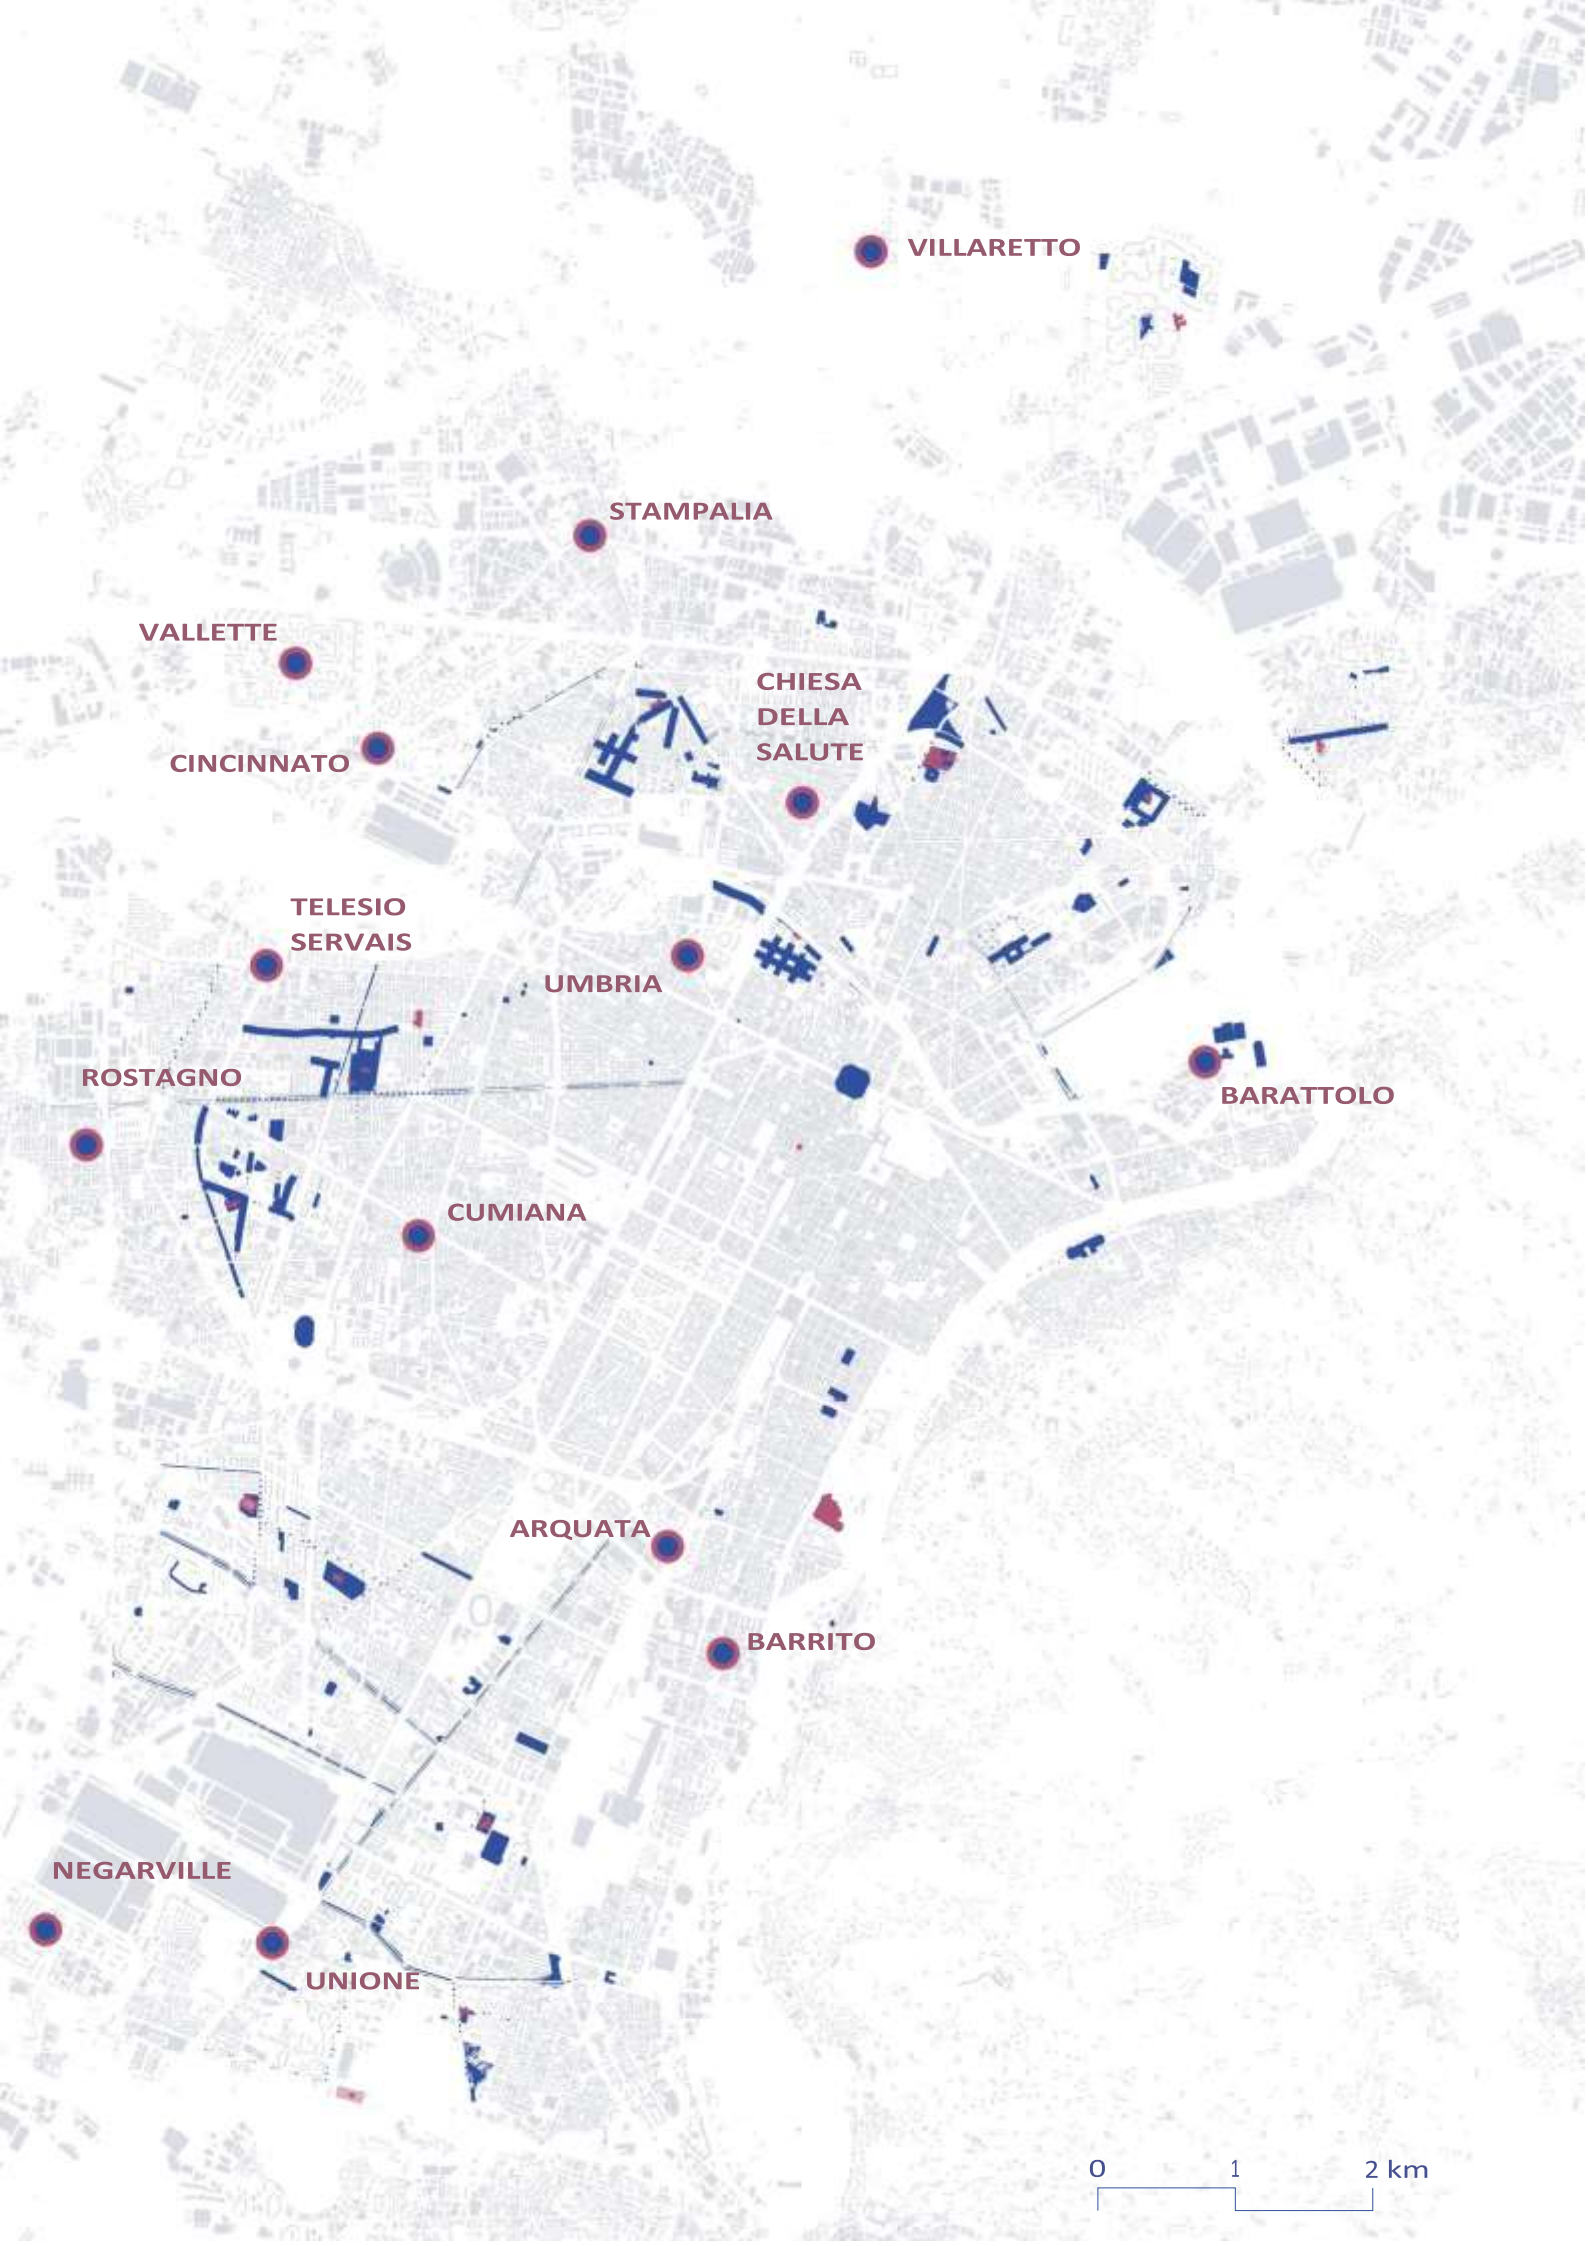 VILLARETTO
STAMPALIA
VALLETTE
CHIESA
DELLA
SALUTE
CINCINNATO
TELESIO
SERVAIS
UMBRIA
ROSTAGNO
BARATTOLO
CUMIANA
ARQUATA
BARRITO
NEGARVILLE
UNIONE
0 1 2 km